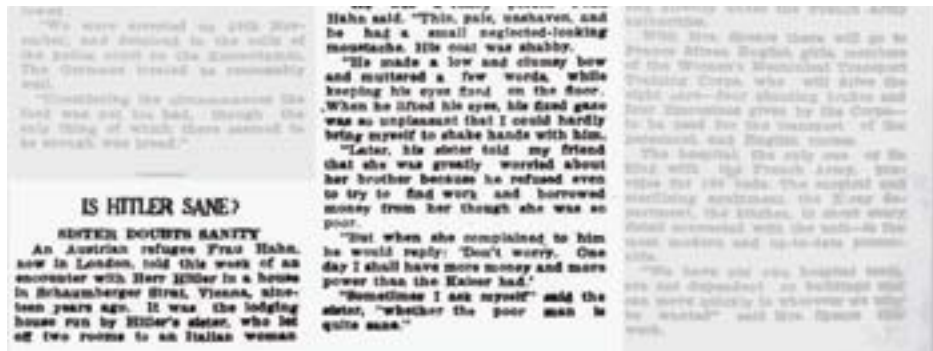 "We were arrested on 10th Nov-
ember, and detained in the cells of
the police court
The Germans treated us reasonably
well.
"Considering the circumstances the
food was not too bad, though the
only thing of which there seemed to
be enough was bread."
IS HITLER SANE?
SISTER DOUBTS SANITY
An Austrian refugee Frau Hahn,
now in London, told this week of an
encounter with Herr Hitler in a house
in Schaumberger Strat, Vienna, nine-
teen years ago. It was the lodging
house run by Hitler's sister, who let
off two rooms to an Italian woman
Hahn said. "Thin, pale, unshaven, and
he had a small neglected-looking
moustache. His coat was shabby.
"He made a low and clumsy bow
and muttered a few words, while
keeping his eyes fixed on the floor.
When he lifted his eyes, his fixed gaze
was so unpleasant that I could hardly
bring myself to shake hands with him.
"Later, his sister told my friend
that she was greatly worried about
her brother because he refused even
to try to find work and borrowed
money from her though she was so
poor.
"But when she complained to him
he would reply: 'Don't worry. One
day I shall have more money and more
power than the Kaiser had.'
"Sometimes I ask myself" said the
sister, "whether the poor man is
quite sane."
the French Army
With Mrs. there will go to
France fifteen English girls, members
of the Women's Mechanical Transport
Training Corps, who will drive the
eight cars—four shooting brakes and
four given by the Corps—
to be used for the transport of the
and English nurses.
The hospital, the only one of its
kind with the French Army, pro-
vides for 100 beds. The surgical and
sterilising equipment, the X-ray de-
partment, the kitchen, in short every
detail connected with the unit—is the
most modern and up-to-date possi-
ble.
"We have our own hospital tents,
are not dependent on buildings and
can move quickly to wherever we may
be wanted" said Mrs.
week.